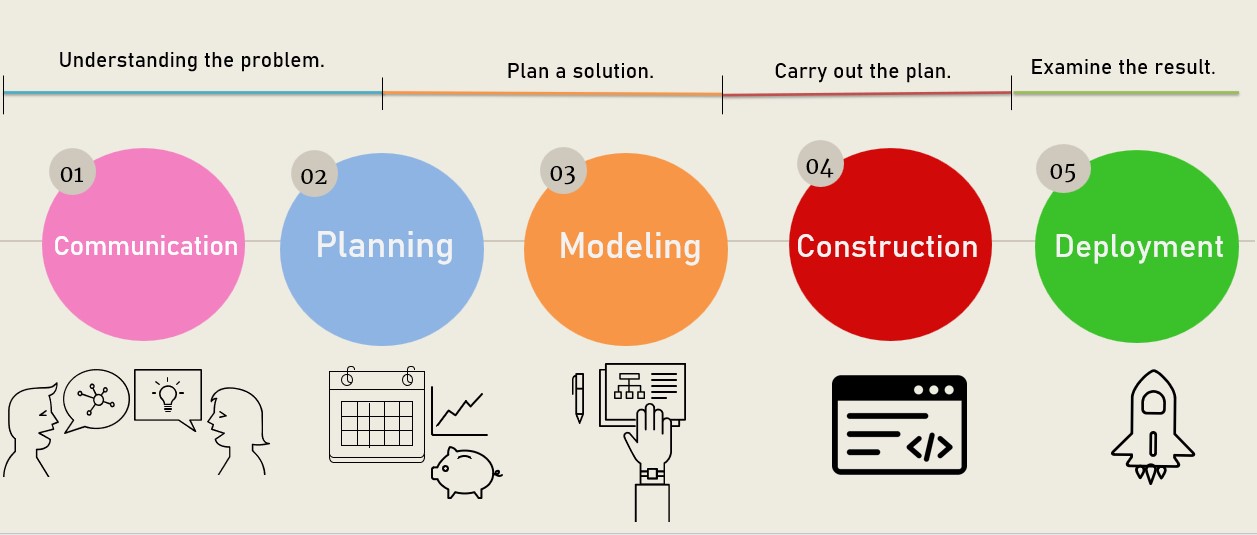 Understanding the problem.
Plan a solution.
Carry out the plan.
Examine the result.
01
02
03
04
05
Communication
Planning
Modeling
Construction
Deployment
</>